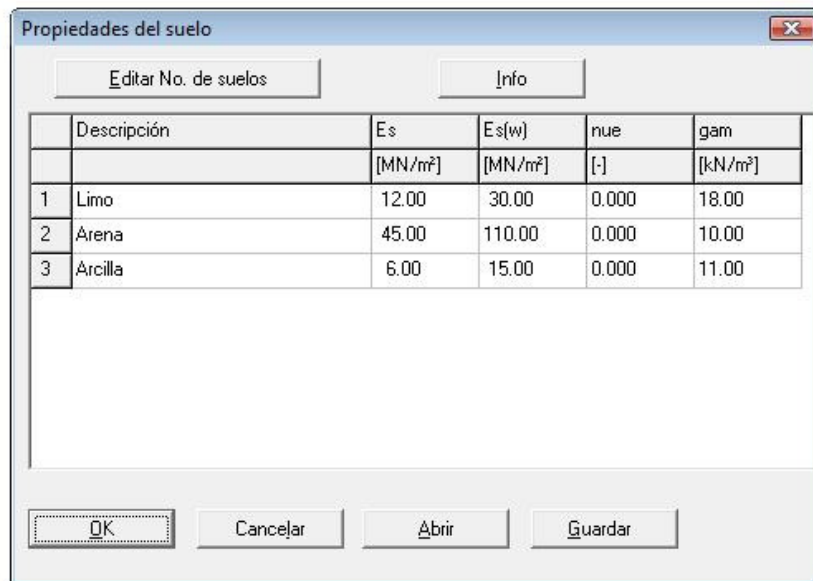 Propiedades del suelo
Editar No. de suelos Info
Descripción Es Es(w) nue gam
[MN/m²] [MN/m²] [-] [kN/m³]
1 Limo 12.00 30.00 0.000 18.00
2 Arena 45.00 110.00 0.000 10.00
3 Arcilla 6.00 15.00 0.000 11.00
OK Cancelar Abrir Guardar